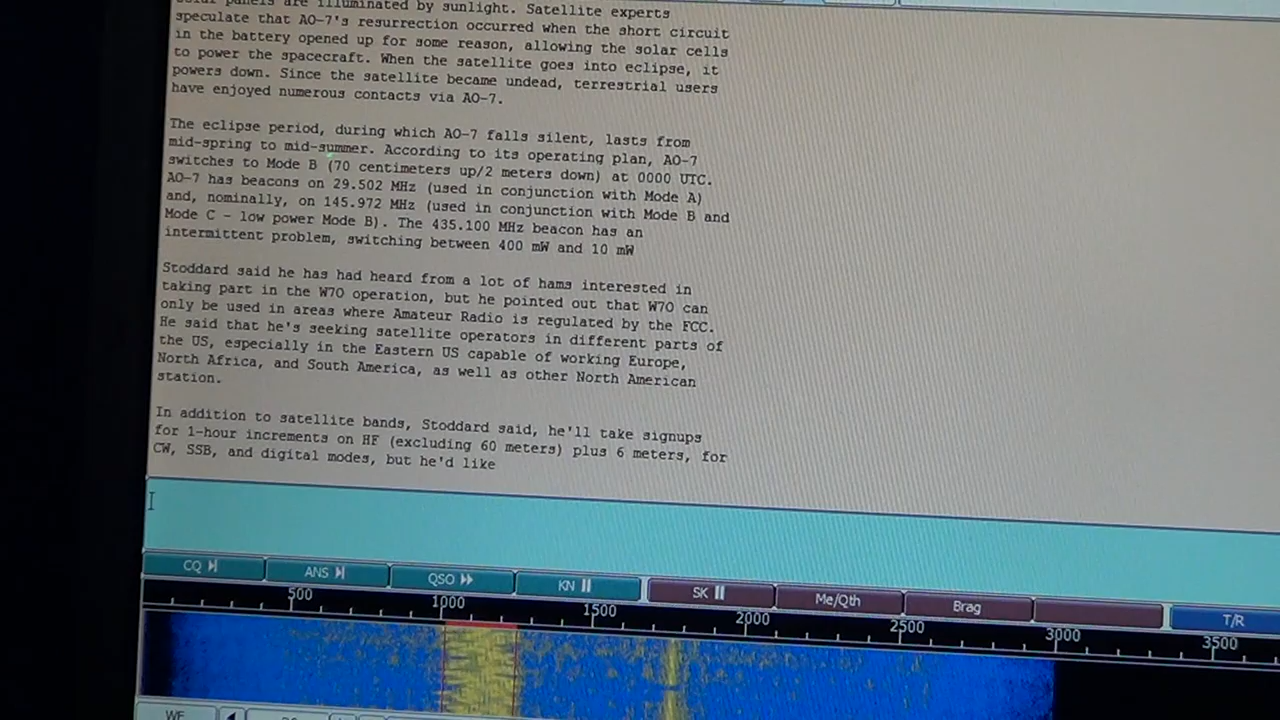 solar panels are illuminated by sunlight. Satellite experts
speculate that AO-7's resurrection occurred when the short circuit
in the battery opened up for some reason, allowing the solar cells
to power the spacecraft. When the satellite goes into eclipse, it
powers down. Since the satellite became undead, terrestrial users
have enjoyed numerous contacts via AO-7.
The eclipse period, during which AO-7 falls silent, lasts from
mid-spring to mid-summer. According to its operating plan, AO-7
switches to Mode B (70 centimeters up/2 meters down) at 0000 UTC.
AO-7 has beacons on 29.502 MHz (used in conjunction with Mode A)
and, nominally, on 145.972 MHz (used in conjunction with Mode B and
Mode C - low power Mode B). The 435.100 MHz beacon has an
intermittent problem, switching between 400 mW and 10 mW
Stoddard said he has had heard from a lot of hams interested in
taking part in the W7O operation, but he pointed out that W7O can
only be used in areas where Amateur Radio is regulated by the FCC.
He said that he's seeking satellite operators in different parts of
the US, especially in the Eastern US capable of working Europe,
North Africa, and South America, as well as other North American
station.
In addition to satellite bands, Stoddard said, he'll take signups
for 1-hour increments on HF (excluding 60 meters) plus 6 meters, for
CW, SSB, and digital modes, but he'd like
CQ ANS QSO KN SK Me/Qth Brag T/R
500 1000 1500 2000 2500 3000 3500
WF